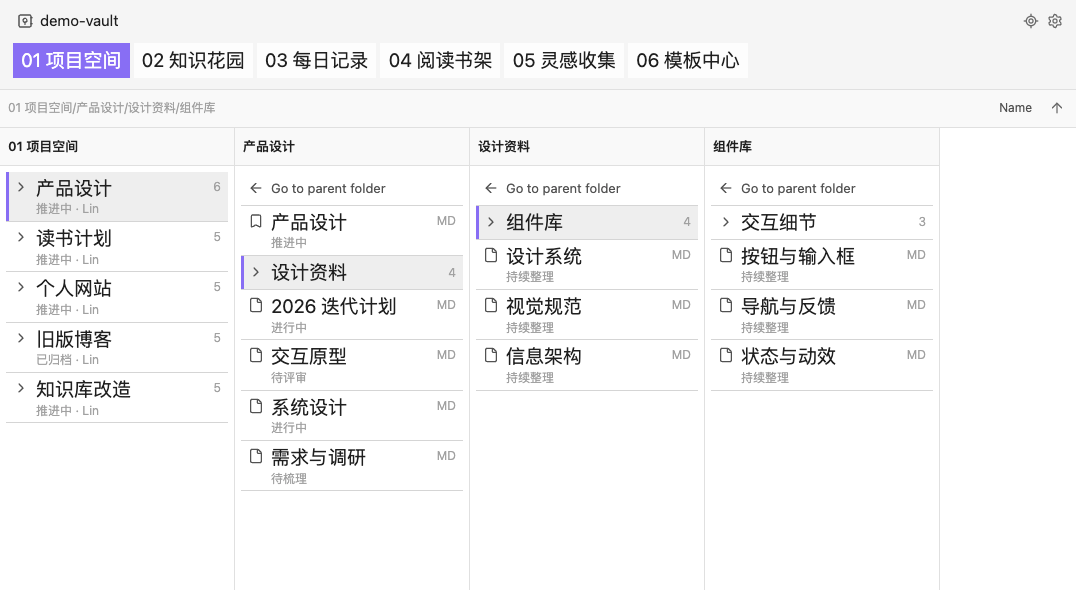 demo-vault
01 项目空间 02 知识花园 03 每日记录 04 阅读书架 05 灵感收集 06 模板中心
01 项目空间/产品设计/设计资料/组件库
Name
01 项目空间
产品设计 6
推进中 · Lin
读书计划 5
推进中 · Lin
个人网站 5
推进中 · Lin
旧版博客 5
已归档 · Lin
知识库改造 5
推进中 · Lin
产品设计
Go to parent folder
产品设计 MD
推进中
设计资料 4
2026 迭代计划 MD
进行中
交互原型 MD
待评审
系统设计 MD
进行中
需求与调研 MD
待梳理
设计资料
Go to parent folder
组件库 4
设计系统 MD
持续整理
视觉规范 MD
持续整理
信息架构 MD
持续整理
组件库
Go to parent folder
交互细节 3
按钮与输入框 MD
持续整理
导航与反馈 MD
持续整理
状态与动效 MD
持续整理